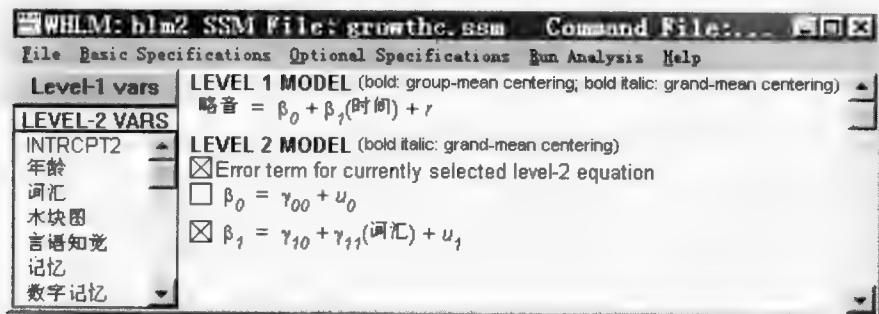 WHLM: hlm2 SSM File: growthc.ssm Command File:...
File Basic Specifications Optional Specifications Run Analysis Help
Level-1 vars
LEVEL-2 VARS
INTRCPT2
年龄
词汇
木块图
言语知觉
记忆
数字记忆
LEVEL 1 MODEL (bold: group-mean centering; bold italic: grand-mean centering)
略音 = β0 + β1(时间) + r
LEVEL 2 MODEL (bold italic: grand-mean centering)
Error term for currently selected level-2 equation
β0 = γ00 + u0
β1 = γ10 + γ11(词汇) + u1